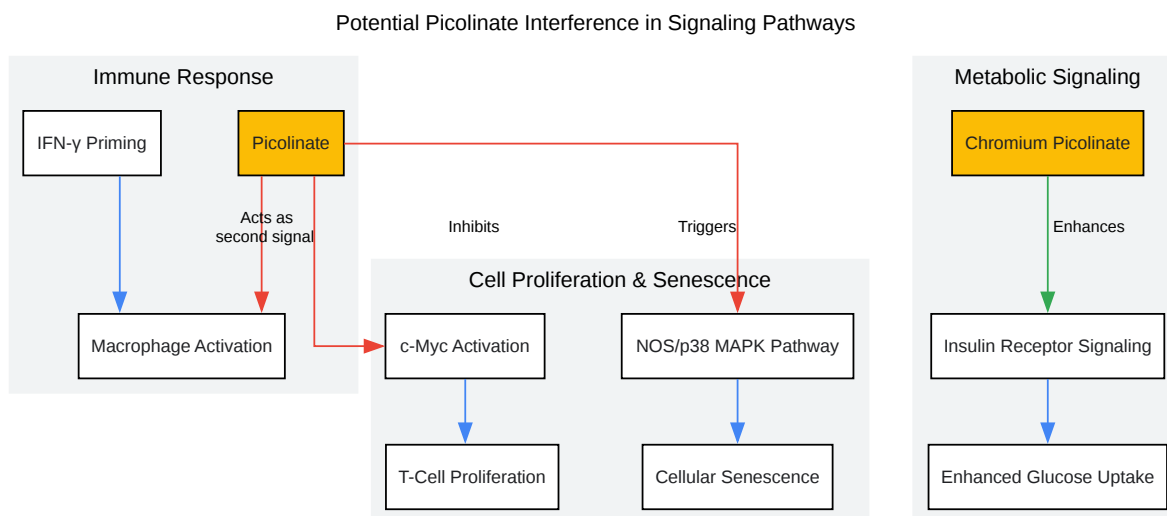 Potential Picolinate Interference in Signaling Pathways
Immune Response
Metabolic Signaling
IFN-γ Priming
Picolinate
Chromium Picolinate
Acts as
second signal
Inhibits
Triggers
Enhances
Cell Proliferation & Senescence
Macrophage Activation
c-Myc Activation
NOS/p38 MAPK Pathway
Insulin Receptor Signaling
T-Cell Proliferation
Cellular Senescence
Enhanced Glucose Uptake